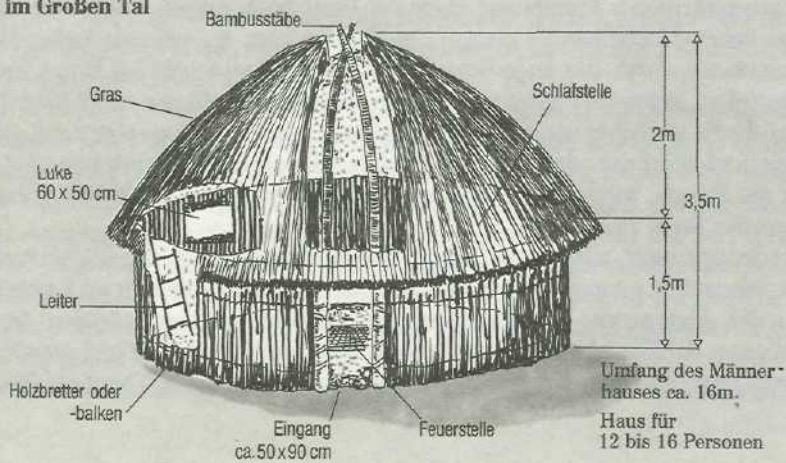 im Großen Tal
Bambusstäbe
Gras
Schlafstelle
2m
3,5m
Luke
60 x 50 cm
1,5m
Leiter
Holzbretter oder
-balken
Eingang
ca. 50 x 90 cm
Feuerstelle
Umfang des Männer-
hauses ca. 16m.
Haus für
12 bis 16 Personen